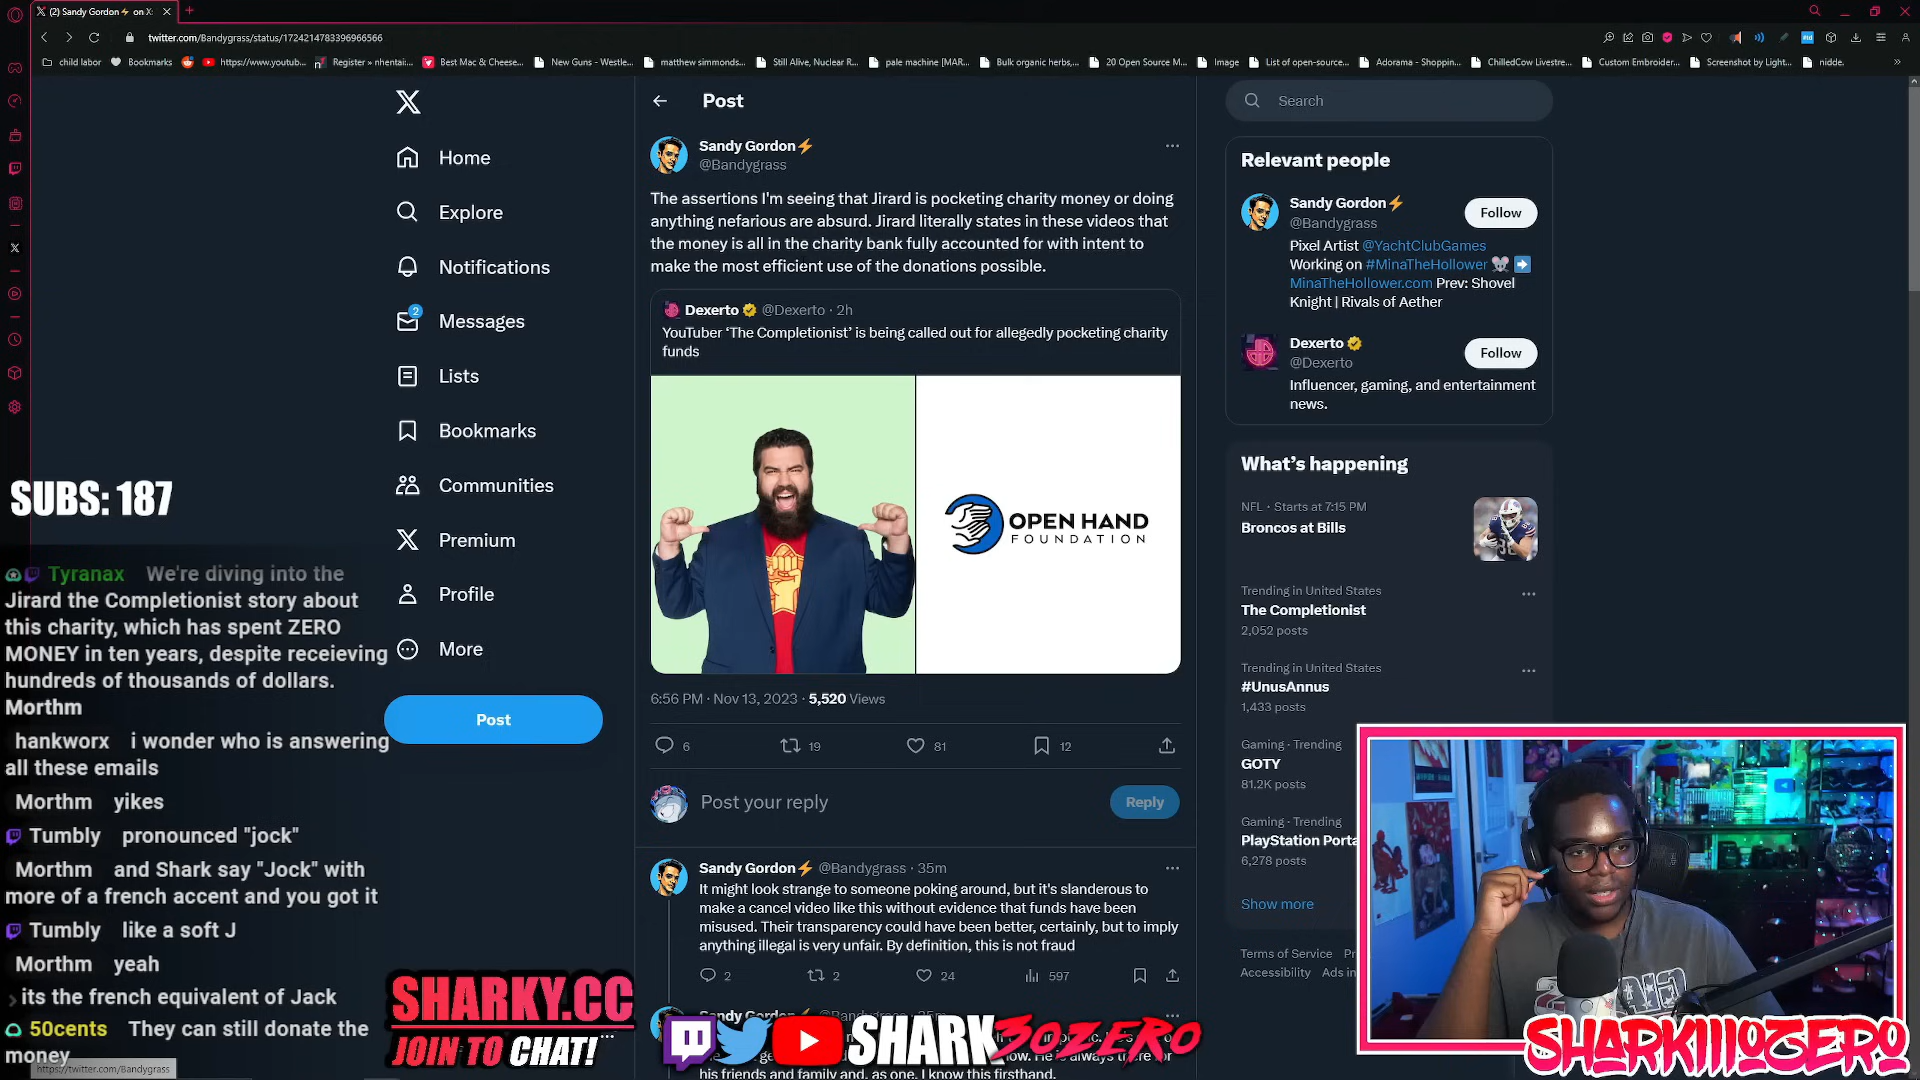 (2) Sandy Gordon⚡ on X:
twitter.com/Bandygrass/status/1724214783396966566
child labor
Bookmarks
https://www.youtub...
Register » nhentai...
Best Mac & Cheese...
New Guns - Westle...
matthew simmonds...
Still Alive, Nuclear R...
pale machine [MAR...
Bulk organic herbs,...
20 Open Source M...
Image
List of open-source...
Adorama - Shoppin...
ChilledCow Livestre...
Custom Embroider...
Screenshot by Light...
nidde.
»
Home
Explore
Notifications
2
Messages
Lists
Bookmarks
Communities
Premium
Profile
More
Post
SUBS: 187
Tyranax We're diving into the
Jirard the Completionist story about
this charity, which has spent ZERO
MONEY in ten years, despite receieving
hundreds of thousands of dollars.
Morthm
hankworx i wonder who is answering
all these emails
Morthm yikes
Tumbly pronounced "jock"
Morthm and Shark say "Jock" with
more of a french accent and you got it
Tumbly like a soft J
Morthm yeah
its the french equivalent of Jack
50cents They can still donate the
money
https://twitter.com/Bandygrass
Post
Sandy Gordon⚡
@Bandygrass
The assertions I'm seeing that Jirard is pocketing charity money or doing
anything nefarious are absurd. Jirard literally states in these videos that
the money is all in the charity bank fully accounted for with intent to
make the most efficient use of the donations possible.
Dexerto @Dexerto · 2h
YouTuber ‘The Completionist’ is being called out for allegedly pocketing charity
funds
OPEN HAND
FOUNDATION
6:56 PM · Nov 13, 2023 · 5,520 Views
6 19 81 12
Post your reply
Reply
Sandy Gordon⚡ @Bandygrass · 35m
It might look strange to someone poking around, but it's slanderous to
make a cancel video like this without evidence that funds have been
misused. Their transparency could have been better, certainly, but to imply
anything illegal is very unfair. By definition, this is not fraud
2 2 24 597
Sandy Gordon⚡ @Bandygrass · 35m
his friends and family and, as one, I know this firsthand.
SHARKY.CC
JOIN TO CHAT!
SHARK30ZERO
Search
Relevant people
Sandy Gordon⚡
@Bandygrass
Follow
Pixel Artist @YachtClubGames
Working on #MinaTheHollower
MinaTheHollower.com Prev: Shovel
Knight | Rivals of Aether
Dexerto
@Dexerto
Follow
Influencer, gaming, and entertainment
news.
What’s happening
NFL · Starts at 7:15 PM
Broncos at Bills
Trending in United States
The Completionist
2,052 posts
Trending in United States
#UnusAnnus
1,433 posts
Gaming · Trending
GOTY
81.2K posts
Gaming · Trending
PlayStation Porta
6,278 posts
Show more
Terms of Service
Accessibility Ads in
SHARKIIIOZERO